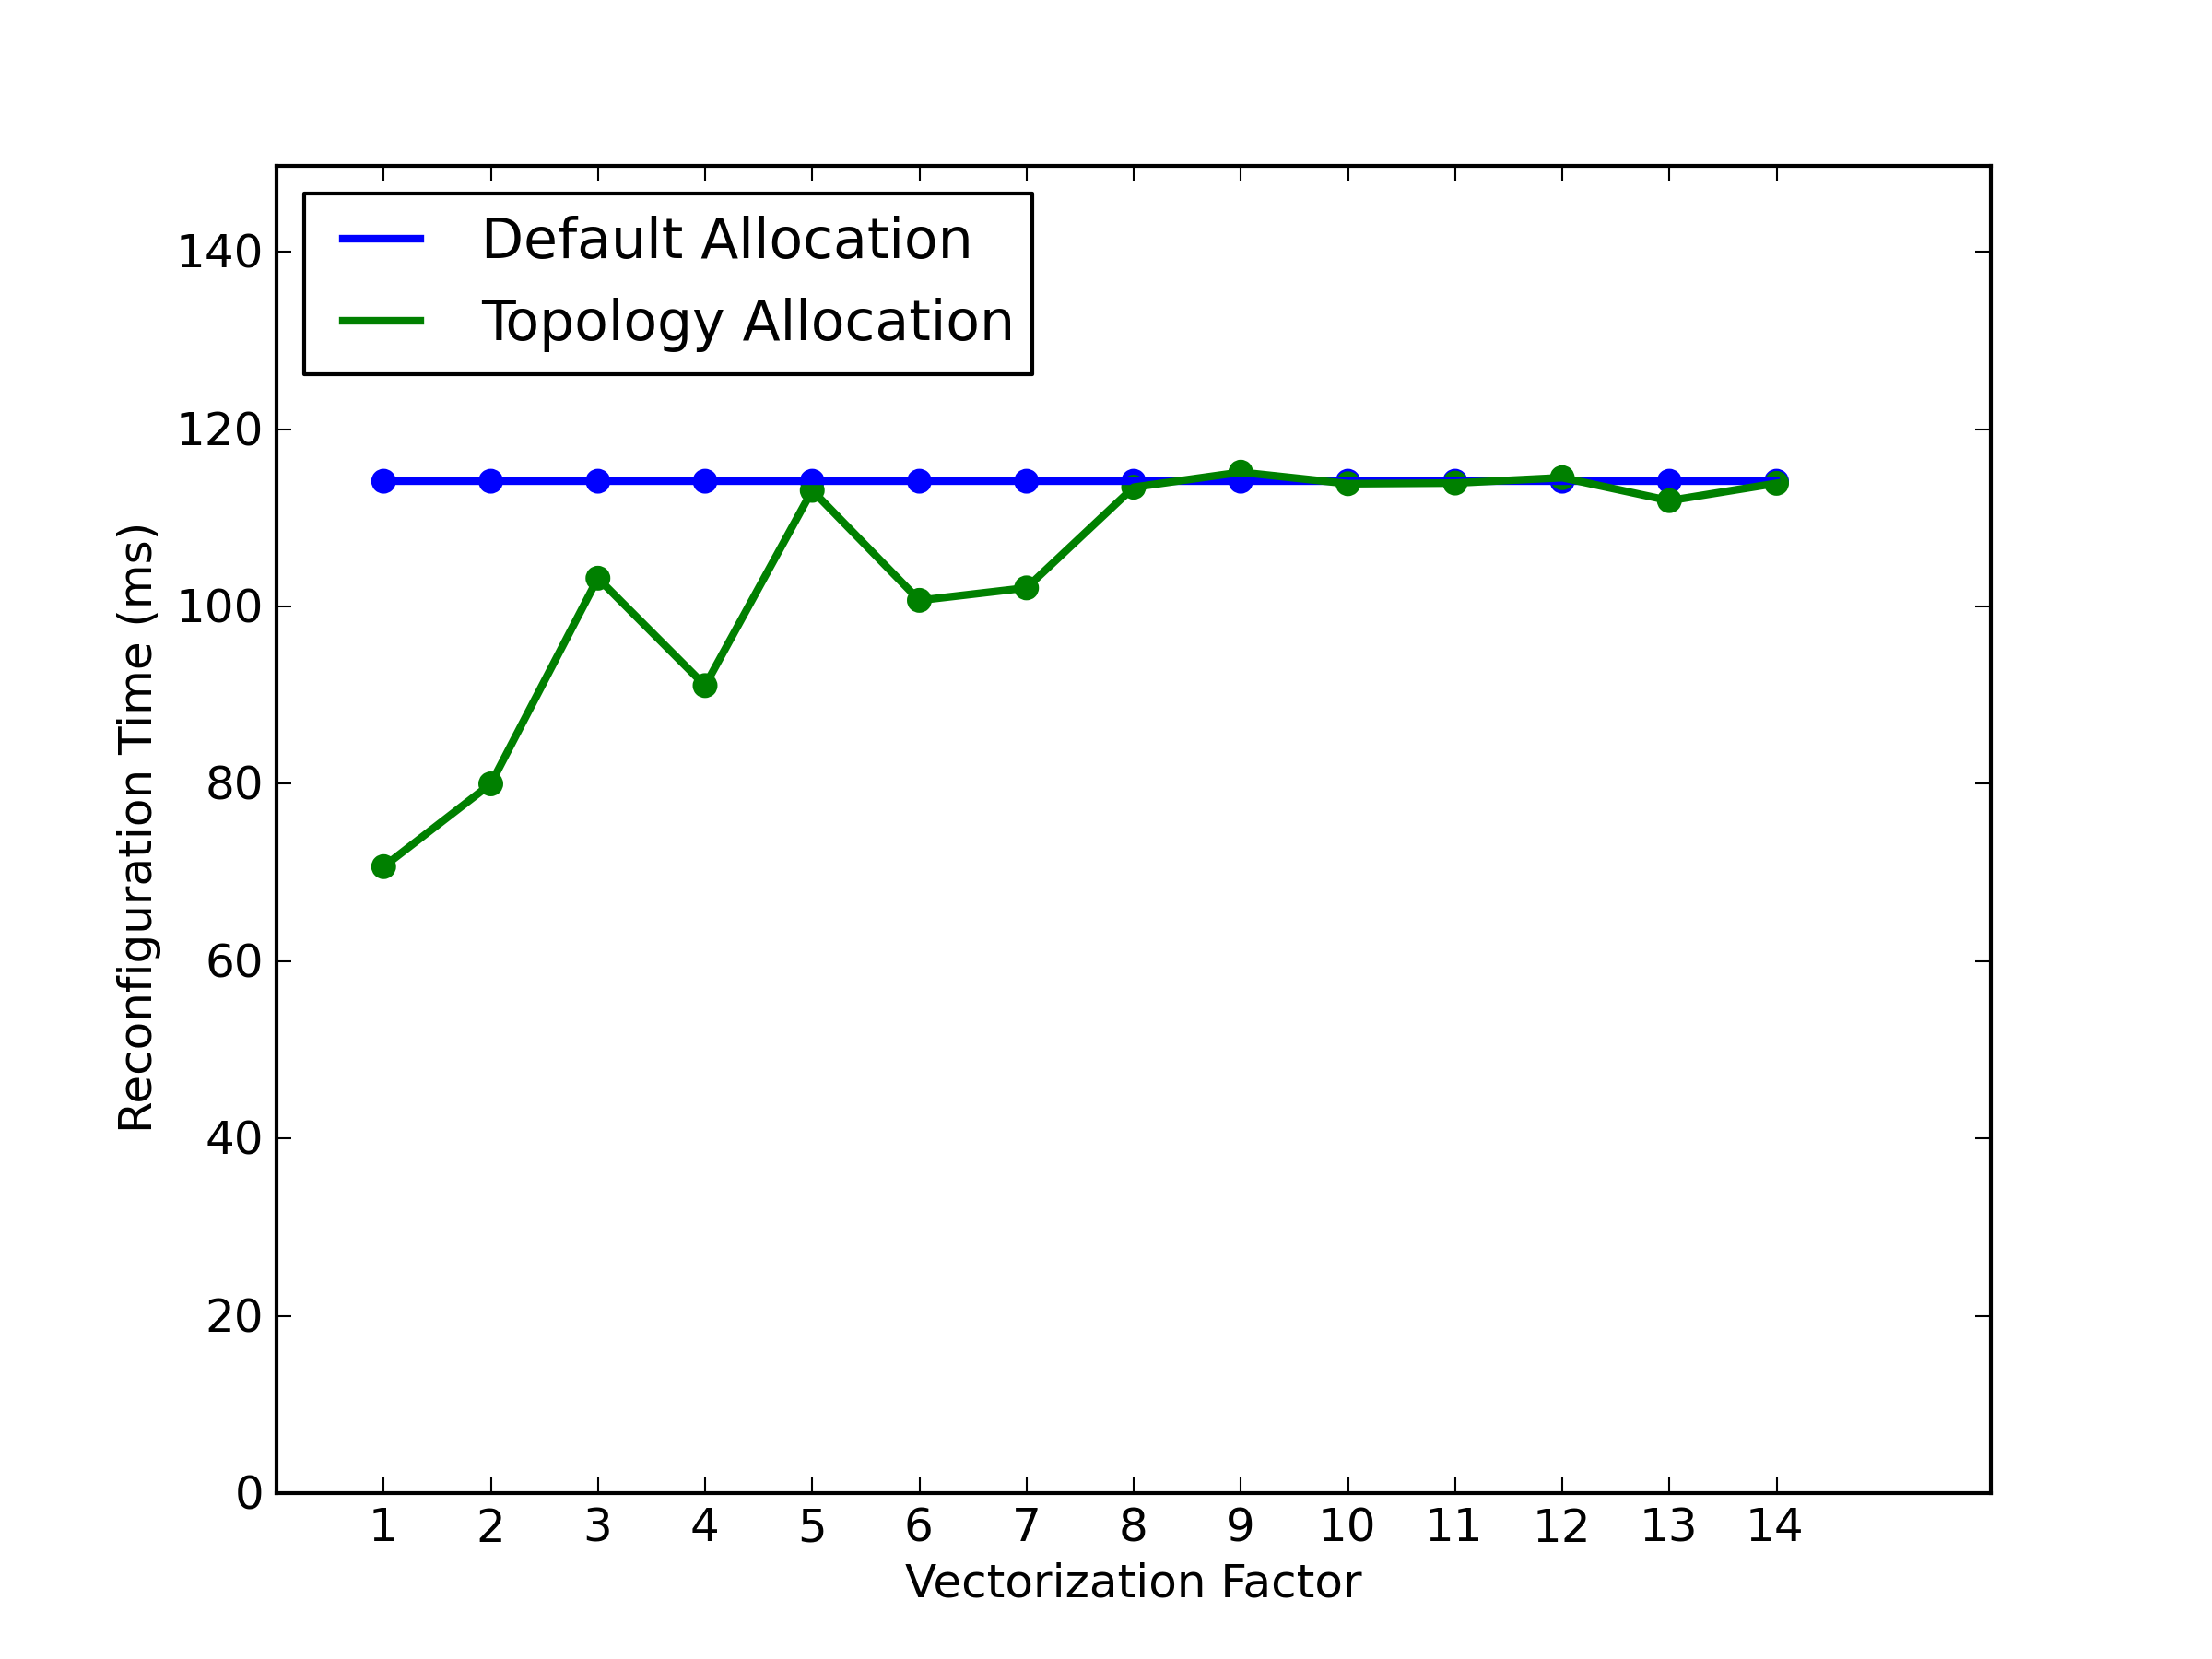 Default Allocation
Topology Allocation
140
120
100
80
60
40
20
0
Reconfiguration Time (ms)
1 2 3 4 5 6 7 8 9 10 11 12 13 14
Vectorization Factor